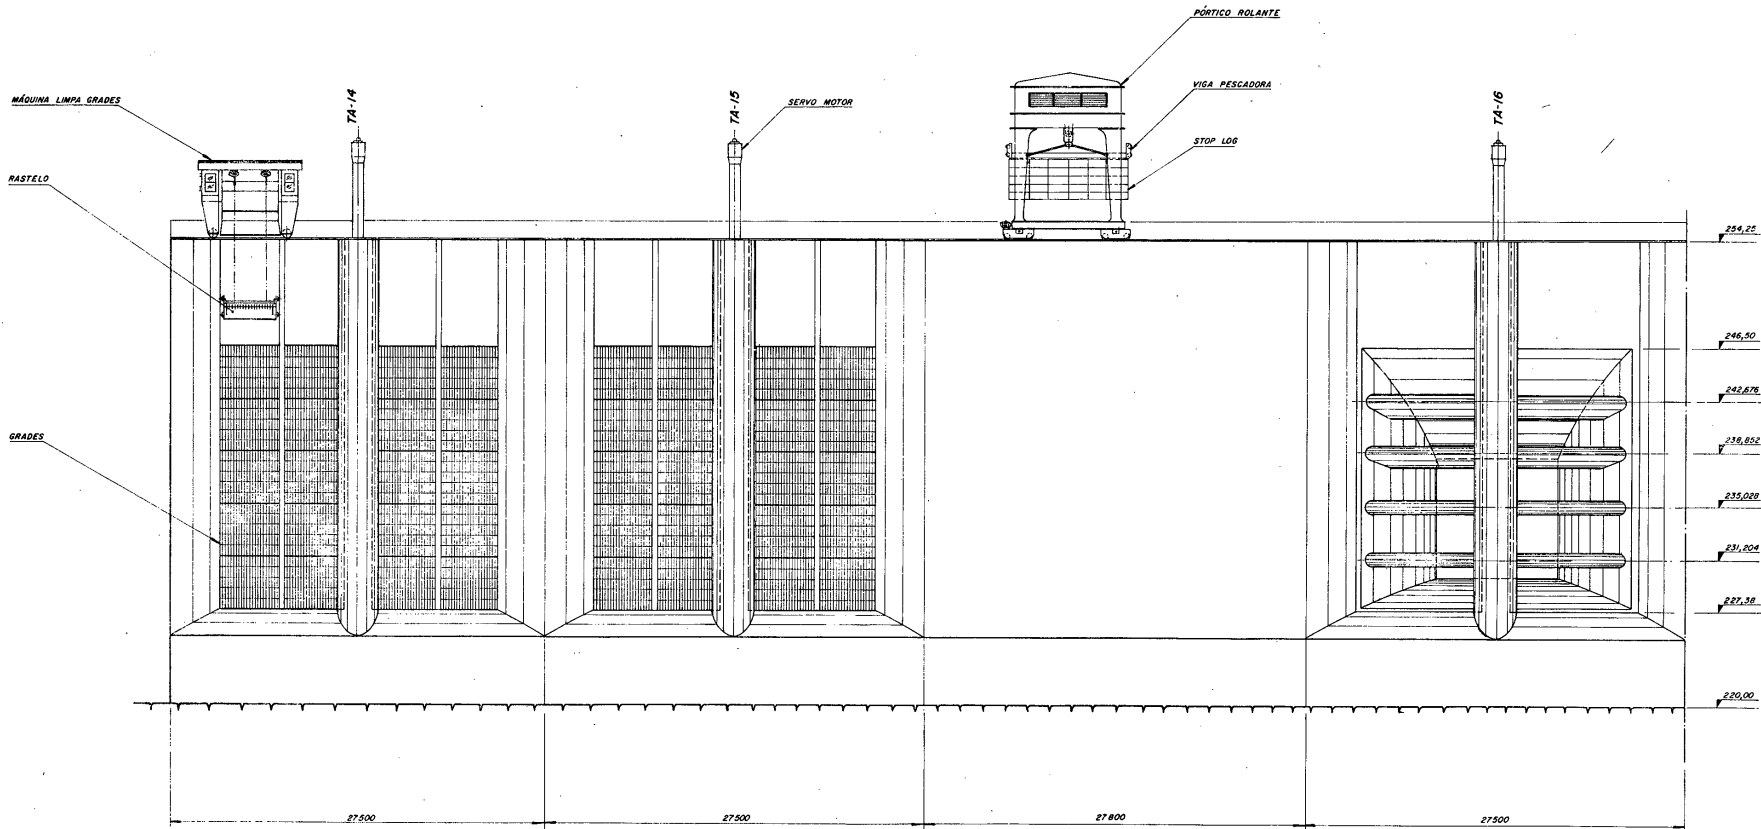 PÓRTICO ROLANTE
MÁQUINA LIMPA GRADES
TA-14
TA-15
SERVO MOTOR
VIGA PESCADORA
TA-16
STOP LOG
RASTELO
254,25
246,50
242,676
GRADES
238,852
235,028
231,204
227,38
220,00
27500
27500
27800
27500